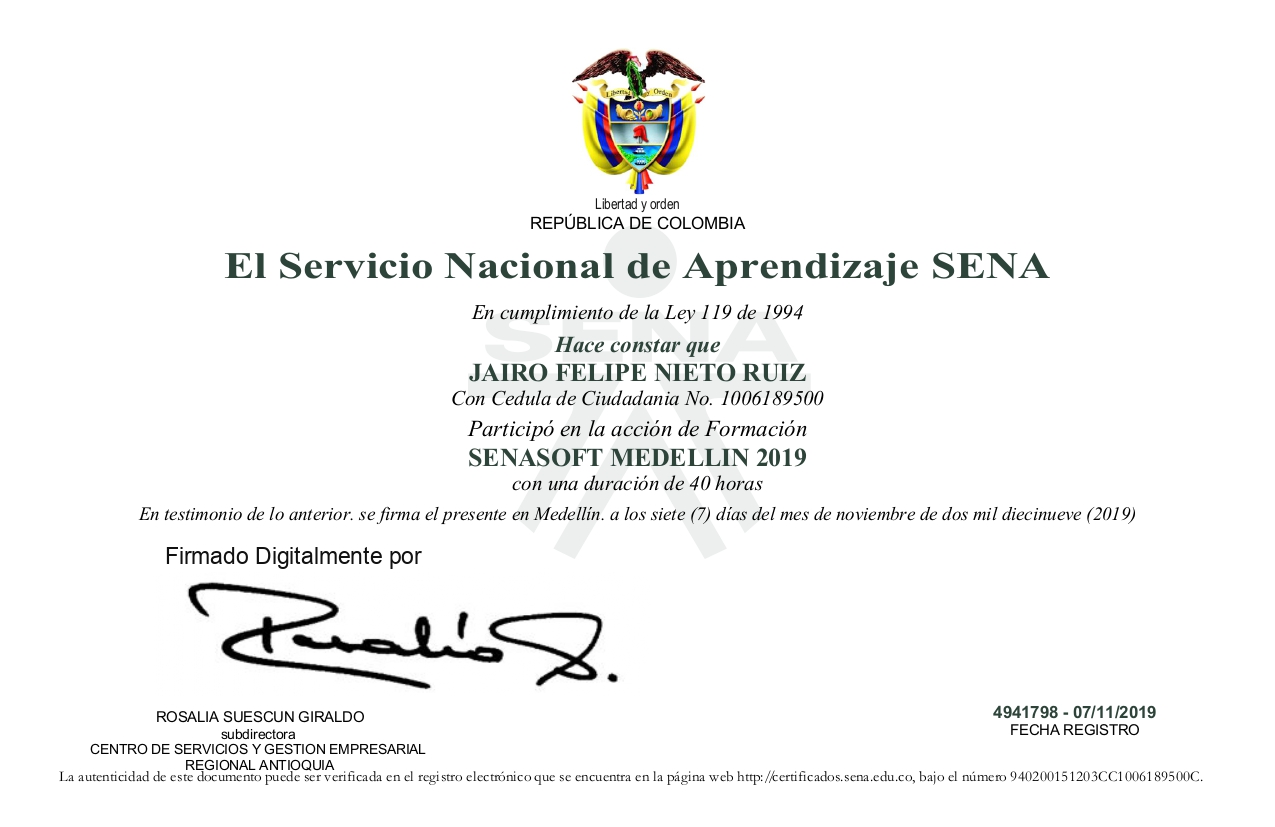 Libertad y Orden
Libertad y orden
REPÚBLICA DE COLOMBIA
El Servicio Nacional de Aprendizaje SENA
En cumplimiento de la Ley 119 de 1994
SENA
Hace constar que
JAIRO FELIPE NIETO RUIZ
Con Cedula de Ciudadania No. 1006189500
Participó en la acción de Formación
SENASOFT MEDELLIN 2019
con una duración de 40 horas
En testimonio de lo anterior. se firma el presente en Medellín. a los siete (7) días del mes de noviembre de dos mil diecinueve (2019)
Firmado Digitalmente por
Rosalía S.
ROSALIA SUESCUN GIRALDO
subdirectora
CENTRO DE SERVICIOS Y GESTION EMPRESARIAL
REGIONAL ANTIOQUIA
4941798 - 07/11/2019
FECHA REGISTRO
La autenticidad de este documento puede ser verificada en el registro electrónico que se encuentra en la página web http://certificados.sena.edu.co, bajo el número 940200151203CC1006189500C.